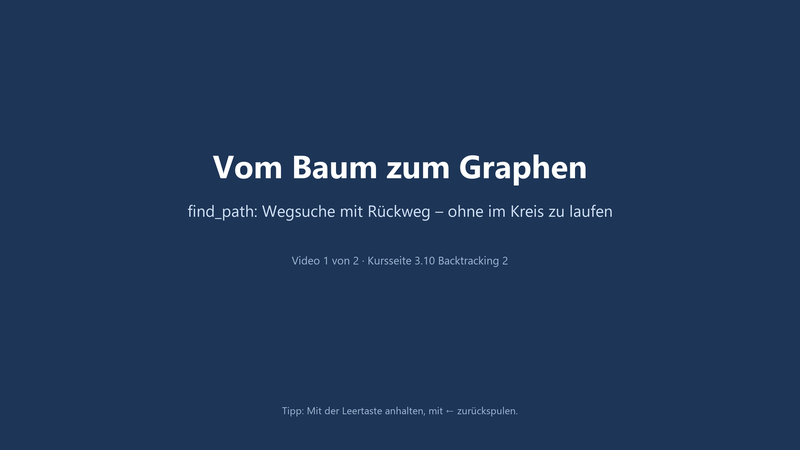 Vom Baum zum Graphen
find_path: Wegsuche mit Rückweg – ohne im Kreis zu laufen
Video 1 von 2 · Kursseite 3.10 Backtracking 2
Tipp: Mit der Leertaste anhalten, mit ← zurückspulen.